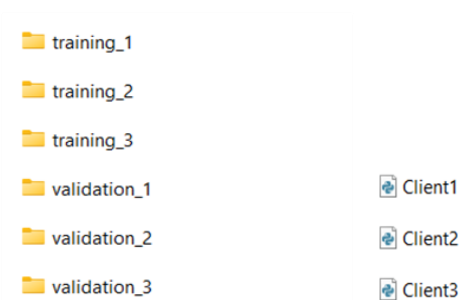 training_1
training_2
training_3
validation_1
Client1
validation_2
Client2
validation_3
Client3